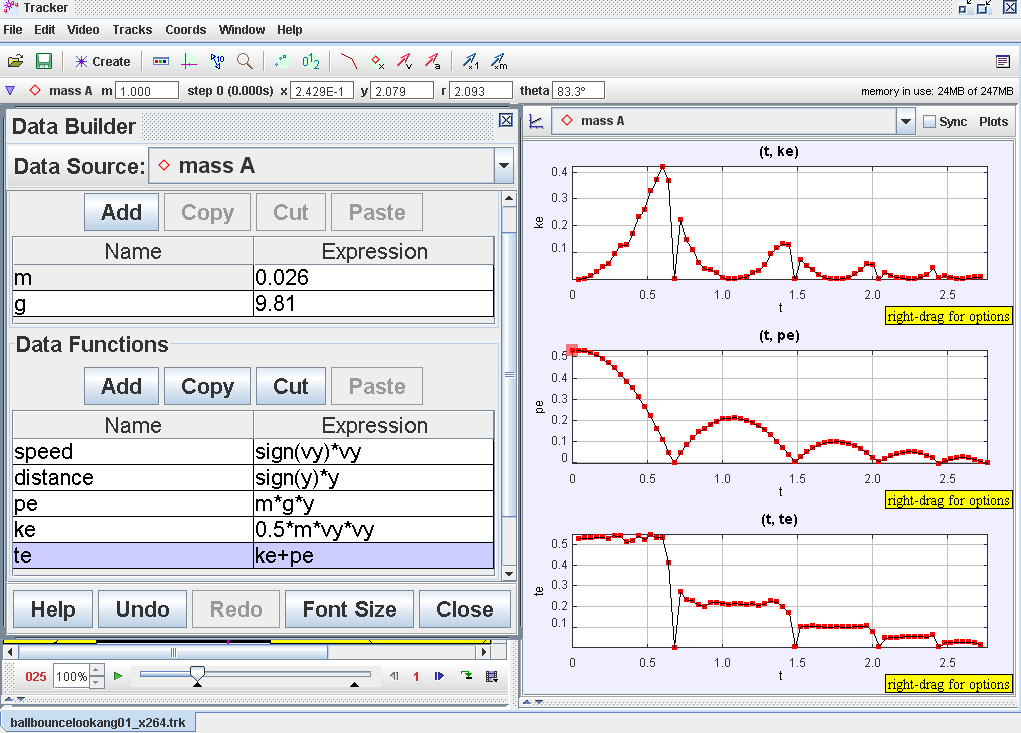 Tracker
File Edit Video Tracks Coords Window Help
Create
mass A m 1.000 step 0 (0.000s) x 2.429E-1 y 2.079 r 2.093 theta 83.3° memory in use: 24MB of 247MB
Data Builder
Data Source: mass A
Add Copy Cut Paste
Name Expression
m 0.026
g 9.81
Data Functions
Add Copy Cut Paste
Name Expression
speed sign(vy)*vy
distance sign(y)*y
pe m*g*y
ke 0.5*m*vy*vy
te ke+pe
Help Undo Redo Font Size Close
025 100% 1
ballbouncelookang01_x264.trk
mass A Sync Plots
(t, ke)
ke
0.4
0.3
0.2
0.1
0 0.5 1.0 1.5 2.0 2.5
t
right-drag for options
(t, pe)
pe
0.5
0.4
0.3
0.2
0.1
0
0 0.5 1.0 1.5 2.0 2.5
t
right-drag for options
(t, te)
te
0.5
0.4
0.3
0.2
0.1
0 0.5 1.0 1.5 2.0 2.5
t
right-drag for options